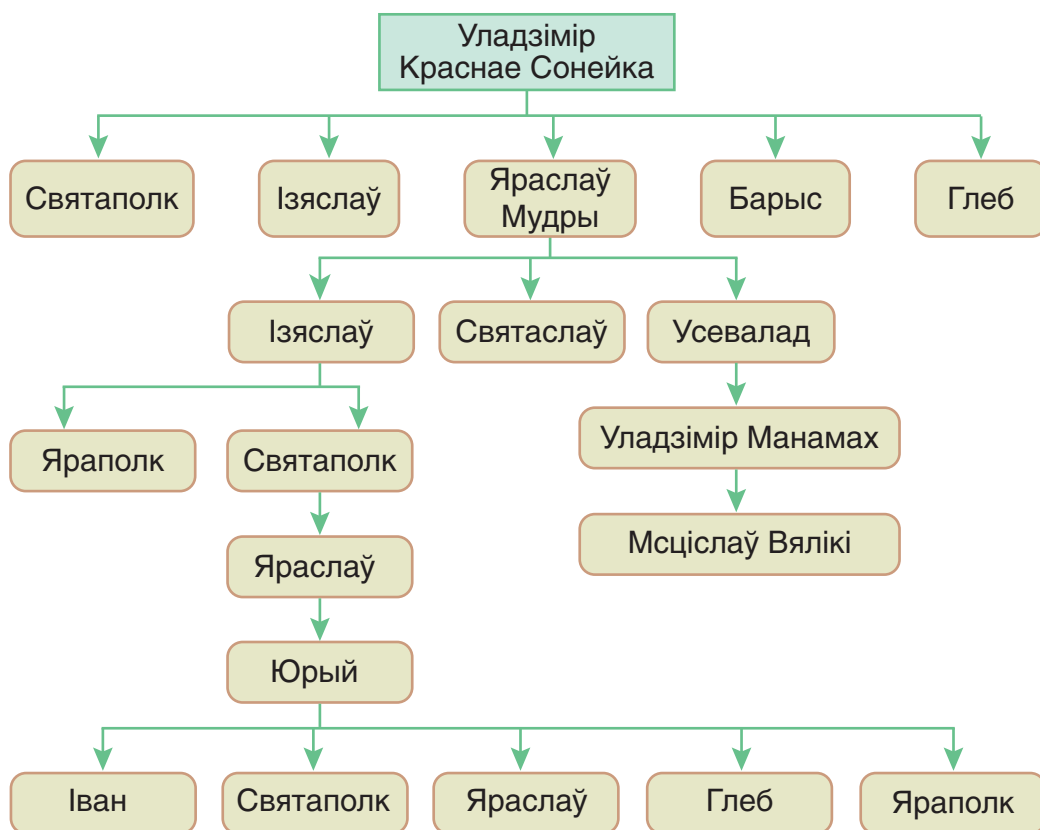 Уладзімір
Краснае Сонейка
Святаполк
Ізяслаў
Яраслаў
Мудры
Барыс
Глеб
Ізяслаў
Святаслаў
Усевалад
Яраполк
Святаполк
Уладзімір Манамах
Мсціслаў Вялікі
Яраслаў
Юрый
Іван
Святаполк
Яраслаў
Глеб
Яраполк